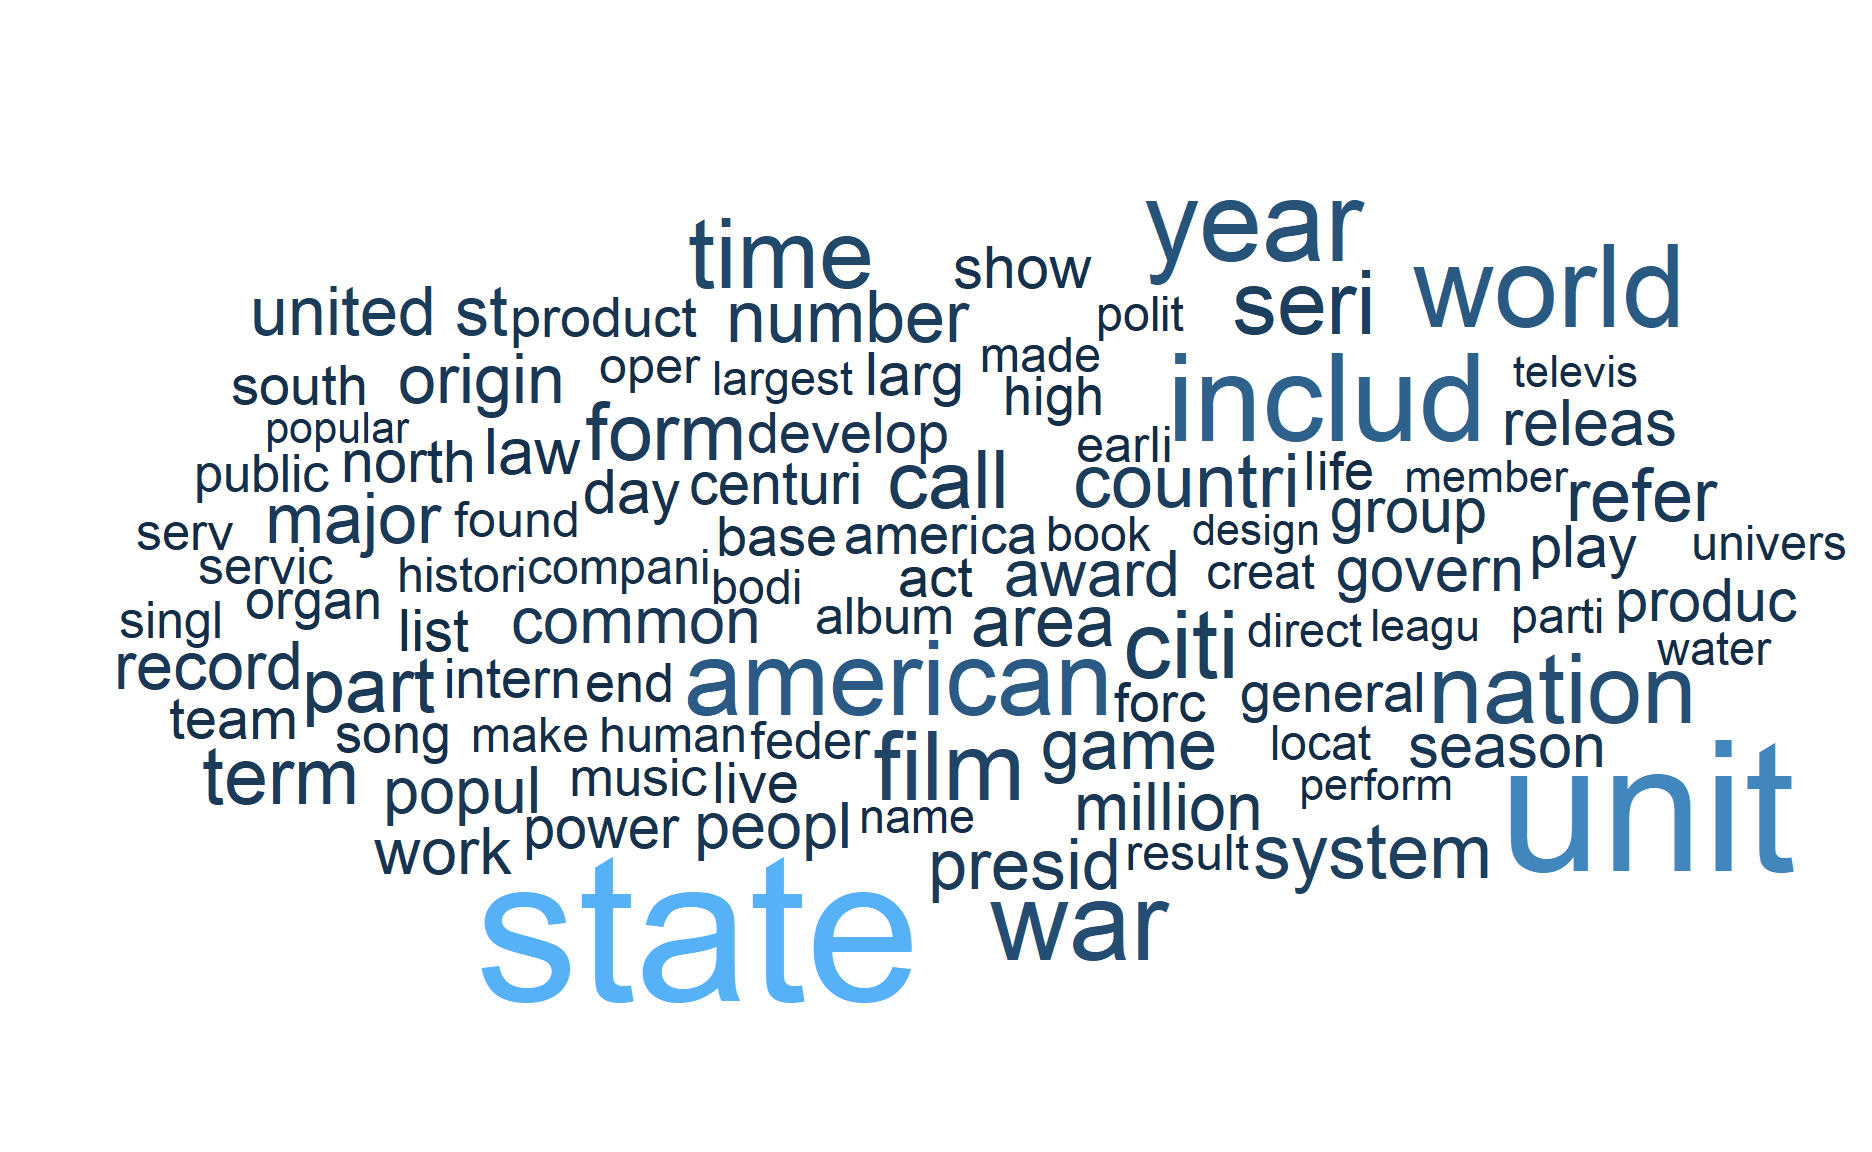 year
time
show
world
united st
product
number
polit
seri
made
oper
largest
larg
includ
televis
south
origin
high
releas
popular
form
develop
earli
public
north
law
call
countri
life
member
refer
day
centuri
group
serv
major
found
base
america
book
design
play
univers
servic
histori
compani
bodi
act
award
creat
govern
singl
organ
list
common
album
area
citi
direct
leagu
parti
produc
water
record
part
intern
end
american
forc
general
nation
team
song
make
human
feder
film
game
locat
season
term
popul
music
live
name
million
perform
unit
work
power
peopl
presid
result
system
state
war